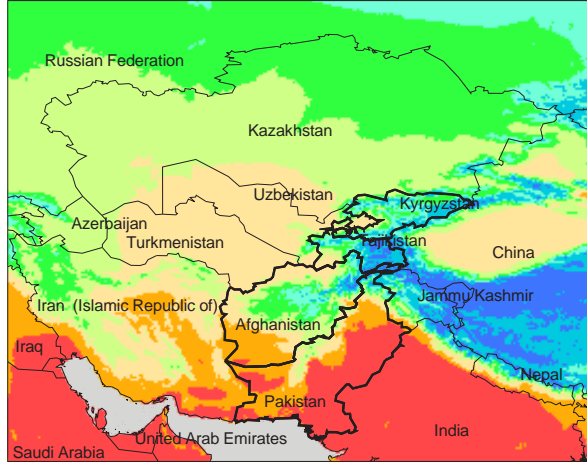 Russian Federation
Kazakhstan
Uzbekistan
Kyrgyzstan
Azerbaijan
Turkmenistan
Tajikistan
China
Iran (Islamic Republic of)
Jammu/Kashmir
Afghanistan
Iraq
Nepal
Pakistan
United Arab Emirates
India
Saudi Arabia